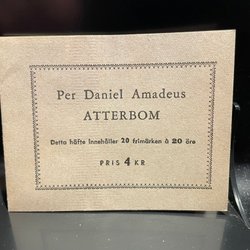 Per Daniel Amadeus
ATTERBOM
Detta häfte innehåller 20 frimärken à 20 öre
PRIS 4 KR